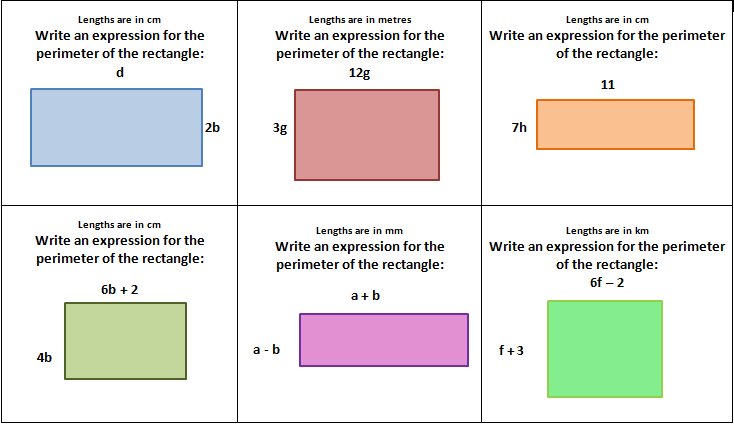 Lengths are in cm
Write an expression for the
perimeter of the rectangle:
d
2b
Lengths are in metres
Write an expression for the
perimeter of the rectangle:
12g
3g
Lengths are in cm
Write an expression for the perimeter
of the rectangle:
11
7h
Lengths are in cm
Write an expression for the
perimeter of the rectangle:
6b + 2
4b
Lengths are in mm
Write an expression for the
perimeter of the rectangle:
a + b
a - b
Lengths are in km
Write an expression for the perimeter
of the rectangle:
6f – 2
f + 3